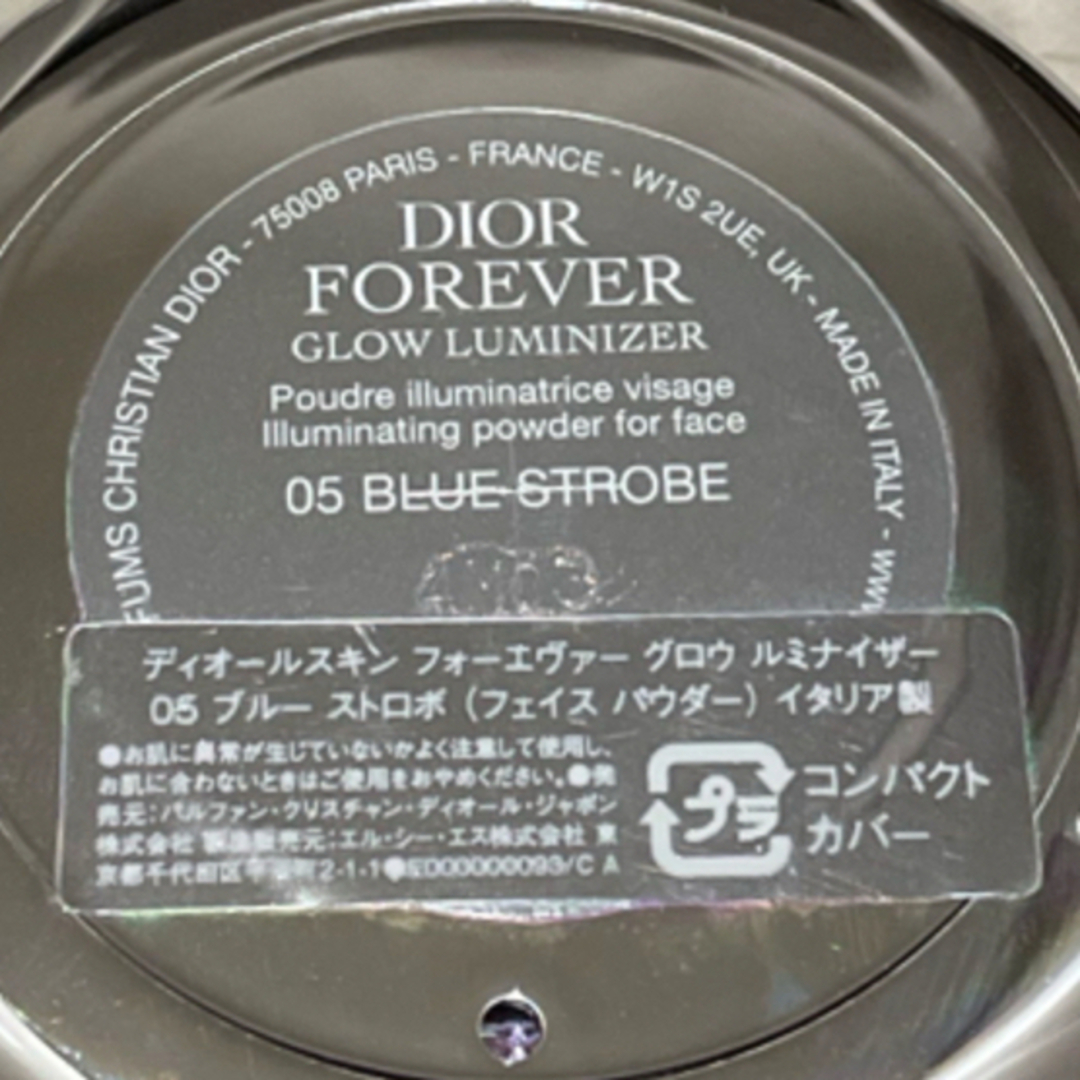 FUMS CHRISTIAN DIOR - 75008 PARIS - FRANCE - W1S 2UE, UK - MADE IN ITALY - WWW
DIOR
FOREVER
GLOW LUMINIZER
Poudre illuminatrice visage
Illuminating powder for face
05 BLUE STROBE
ディオールスキン フォーエヴァー グロウ ルミナイザー
05 ブルー ストロボ（フェイス パウダー）イタリア製
●お肌に異常が生じていないかよく注意して使用し、
お肌に合わないときはご使用をおやめください。●発
売元：パルファン・クリスチャン・ディオール・ジャポン
株式会社 製造販売元：エル・シー・エス株式会社 東
京都千代田区平河町2-1-1
プラ
コンパクト
カバー